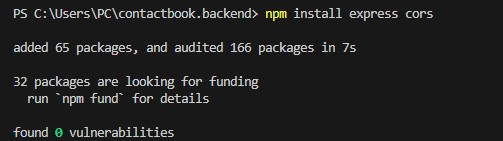 PS C:\Users\PC\contactbook.backend> npm install express cors
added 65 packages, and audited 166 packages in 7s
32 packages are looking for funding
run `npm fund` for details
found 0 vulnerabilities